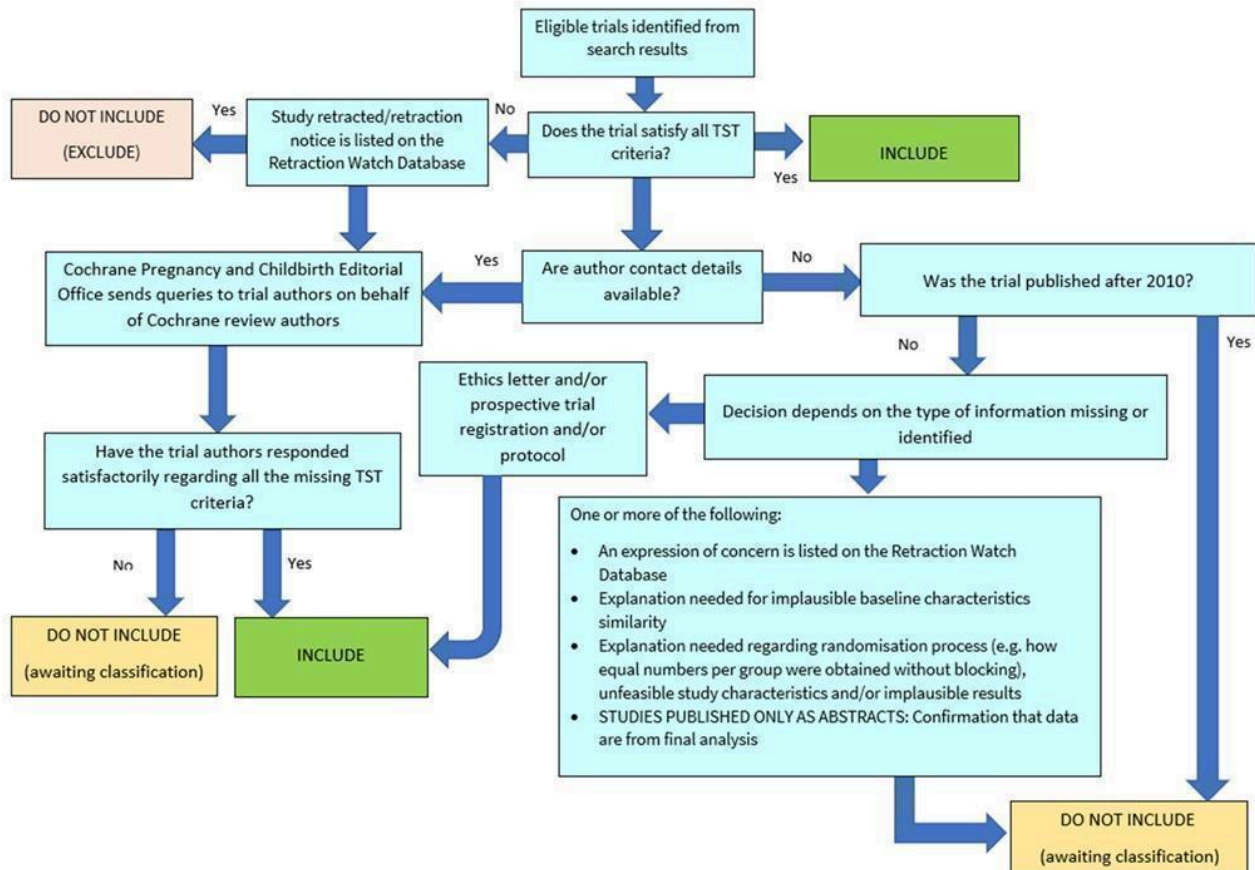 Eligible trials identified from
search results
DO NOT INCLUDE
(EXCLUDE)
Yes
Study retracted/retraction
notice is listed on the
Retraction Watch Database
No
Does the trial satisfy all TST
criteria?
Yes
INCLUDE
Cochrane Pregnancy and Childbirth Editorial
Office sends queries to trial authors on behalf
of Cochrane review authors
Yes
Are author contact details
available?
No
Was the trial published after 2010?
No
Yes
Ethics letter and/or
prospective trial
registration and/or
protocol
Decision depends on the type of information missing or
identified
Have the trial authors responded
satisfactorily regarding all the missing TST
criteria?
No
Yes
DO NOT INCLUDE
(awaiting classification)
INCLUDE
One or more of the following:
• An expression of concern is listed on the Retraction Watch
Database
• Explanation needed for implausible baseline characteristics
similarity
• Explanation needed regarding randomisation process (e.g. how
equal numbers per group were obtained without blocking),
unfeasible study characteristics and/or implausible results
• STUDIES PUBLISHED ONLY AS ABSTRACTS: Confirmation that data
are from final analysis
DO NOT INCLUDE
(awaiting classification)